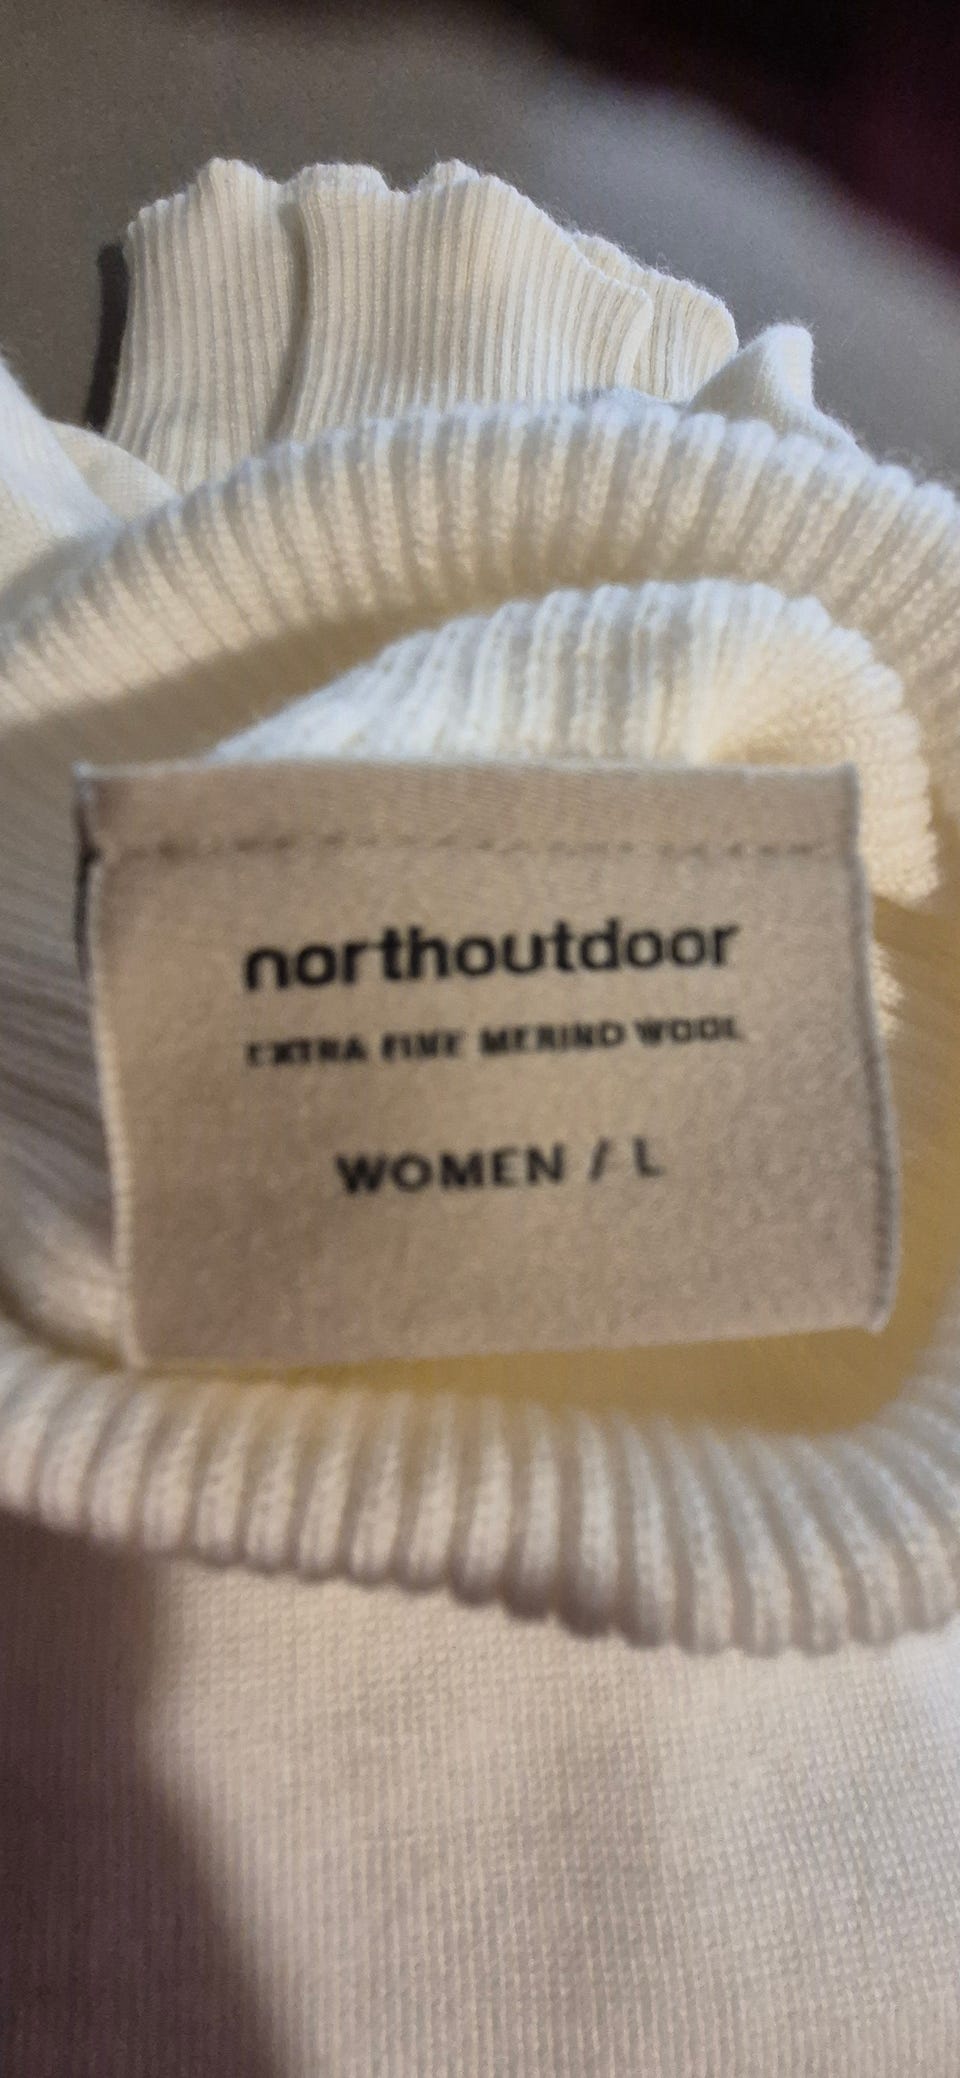 northoutdoor
EXTRA FINE MERINO WOOL
WOMEN / L